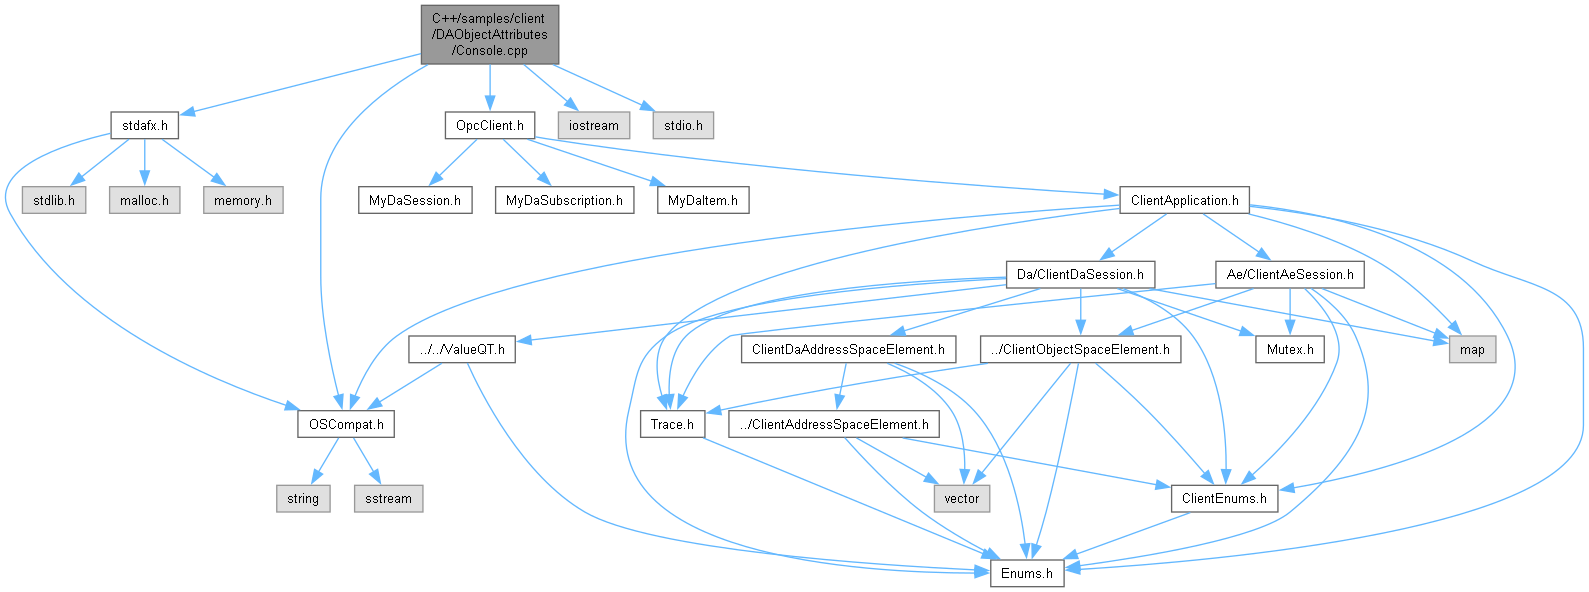 C++/samples/client
/DAObjectAttributes
/Console.cpp
stdafx.h
OpcClient.h
iostream
stdio.h
stdlib.h
malloc.h
memory.h
MyDaSession.h
MyDaSubscription.h
MyDaItem.h
ClientApplication.h
Da/ClientDaSession.h
Ae/ClientAeSession.h
../../ValueQT.h
ClientDaAddressSpaceElement.h
../ClientObjectSpaceElement.h
Mutex.h
map
OSCompat.h
Trace.h
../ClientAddressSpaceElement.h
string
sstream
vector
ClientEnums.h
Enums.h